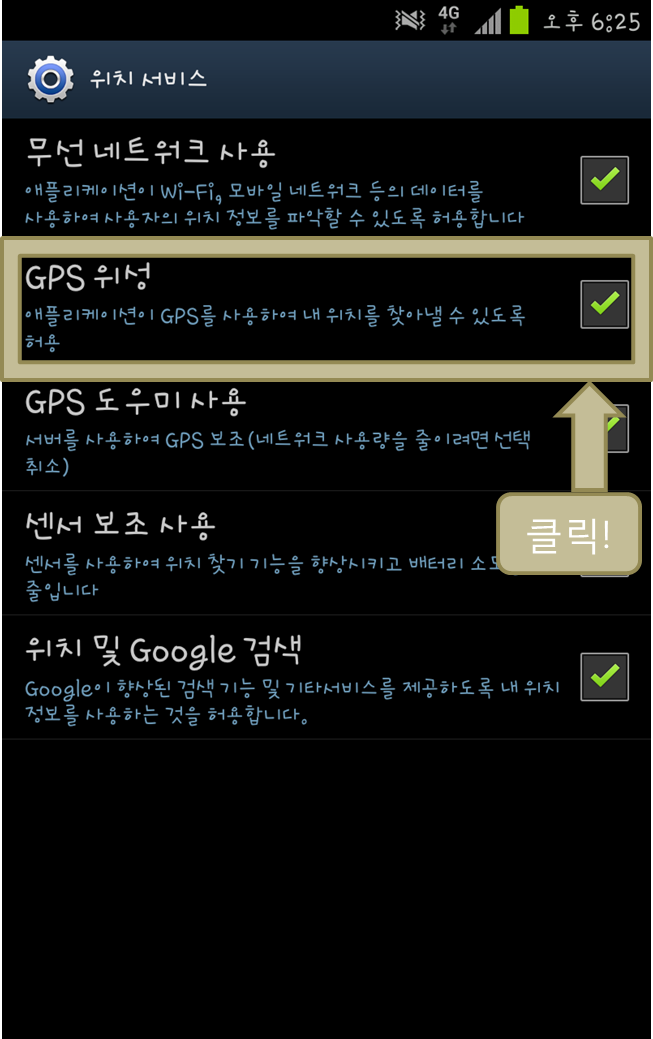 4G 오후 6:25
위치 서비스
무선 네트워크 사용
애플리케이션이 Wi-Fi, 모바일 네트워크 등의 데이터를
사용하여 사용자의 위치 정보를 파악할 수 있도록 허용합니다
GPS 위성
애플리케이션이 GPS를 사용하여 내 위치를 찾아낼 수 있도록
허용
GPS 도우미 사용
서버를 사용하여 GPS 보조(네트워크 사용량을 줄이려면 선택
취소)
클릭!
센서 보조 사용
센서를 사용하여 위치 찾기 기능을 향상시키고 배터리
줄입니다
위치 및 Google 검색
Google이 향상된 검색 기능 및 기타서비스를 제공하도록 내 위치
정보를 사용하는 것을 허용합니다.